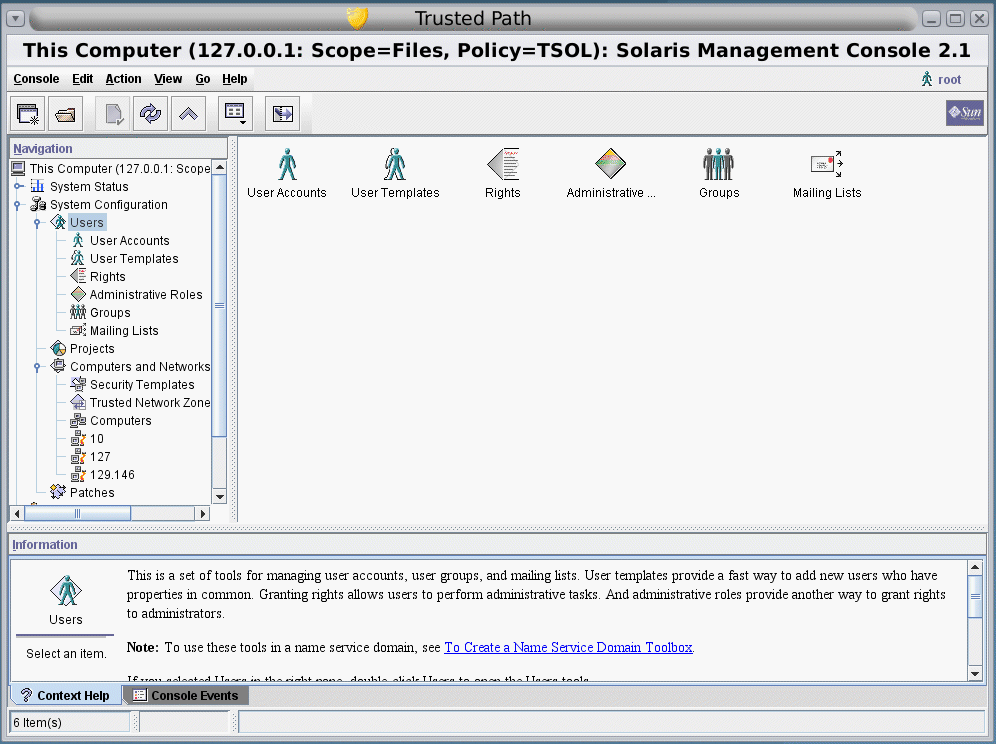 Trusted Path
This Computer (127.0.0.1: Scope=Files, Policy=TSOL): Solaris Management Console 2.1
Console Edit Action View Go Help
root
Sun
Navigation
This Computer (127.0.0.1: Scope
System Status
System Configuration
Users
User Accounts
User Templates
Rights
Administrative Roles
Groups
Mailing Lists
Projects
Computers and Networks
Security Templates
Trusted Network Zone
Computers
10
127
129.146
Patches
User Accounts
User Templates
Rights
Administrative ...
Groups
Mailing Lists
Information
Users
Select an item.
This is a set of tools for managing user accounts, user groups, and mailing lists. User templates provide a fast way to add new users who have
properties in common. Granting rights allows users to perform administrative tasks. And administrative roles provide another way to grant rights
to administrators.
Note: To use these tools in a name service domain, see To Create a Name Service Domain Toolbox.
If you selected Users in the right pane, double-click Users to open the Users tools.
Context Help
Console Events
6 Item(s)